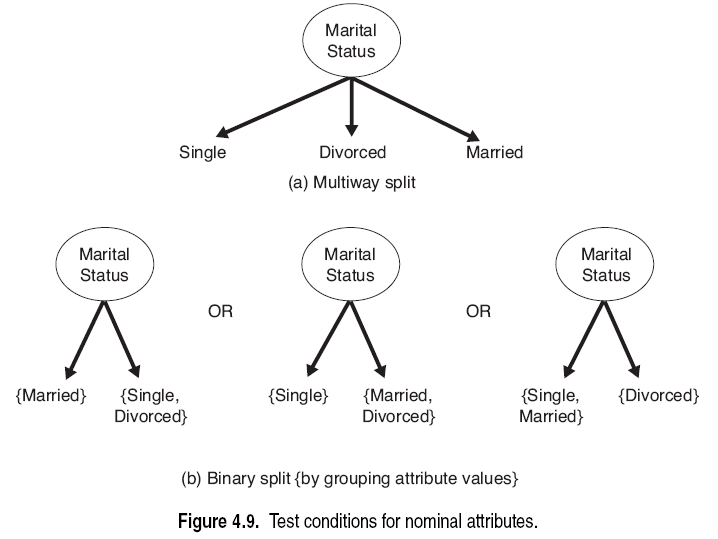 Marital
Status
Single Divorced Married
(a) Multiway split
Marital
Status
{Married} {Single,
Divorced}
OR
Marital
Status
{Single} {Married,
Divorced}
OR
Marital
Status
{Single,
Married} {Divorced}
(b) Binary split {by grouping attribute values}
Figure 4.9. Test conditions for nominal attributes.